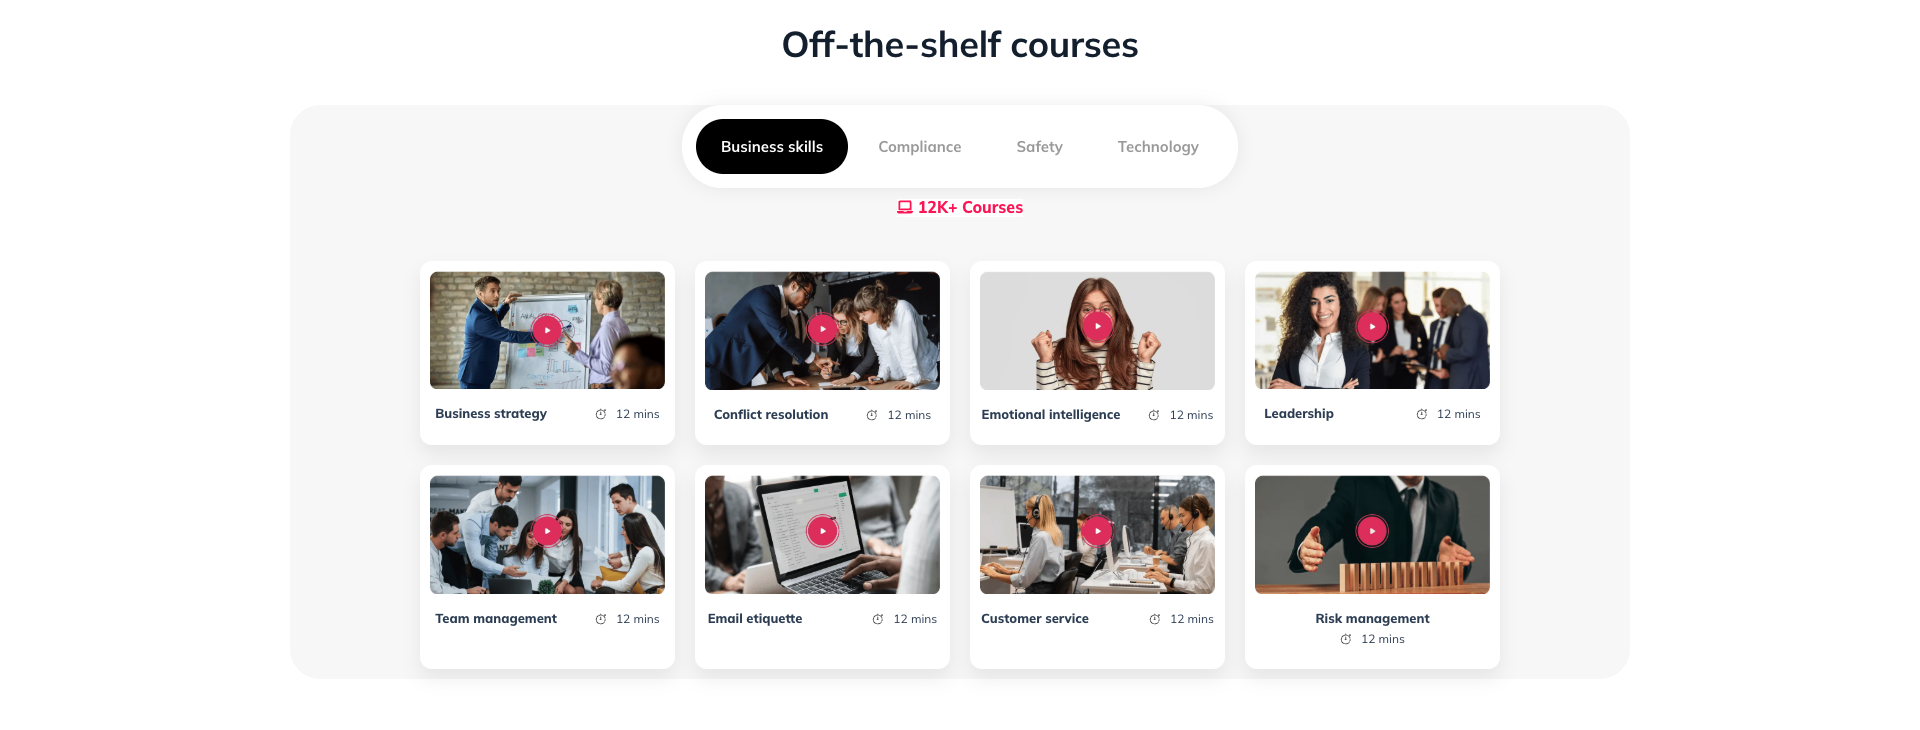 Off-the-shelf courses
Business skills Compliance Safety Technology
12K+ Courses
Business strategy 12 mins
Conflict resolution 12 mins
Emotional intelligence 12 mins
Leadership 12 mins
Team management 12 mins
Email etiquette 12 mins
Customer service 12 mins
Risk management
12 mins